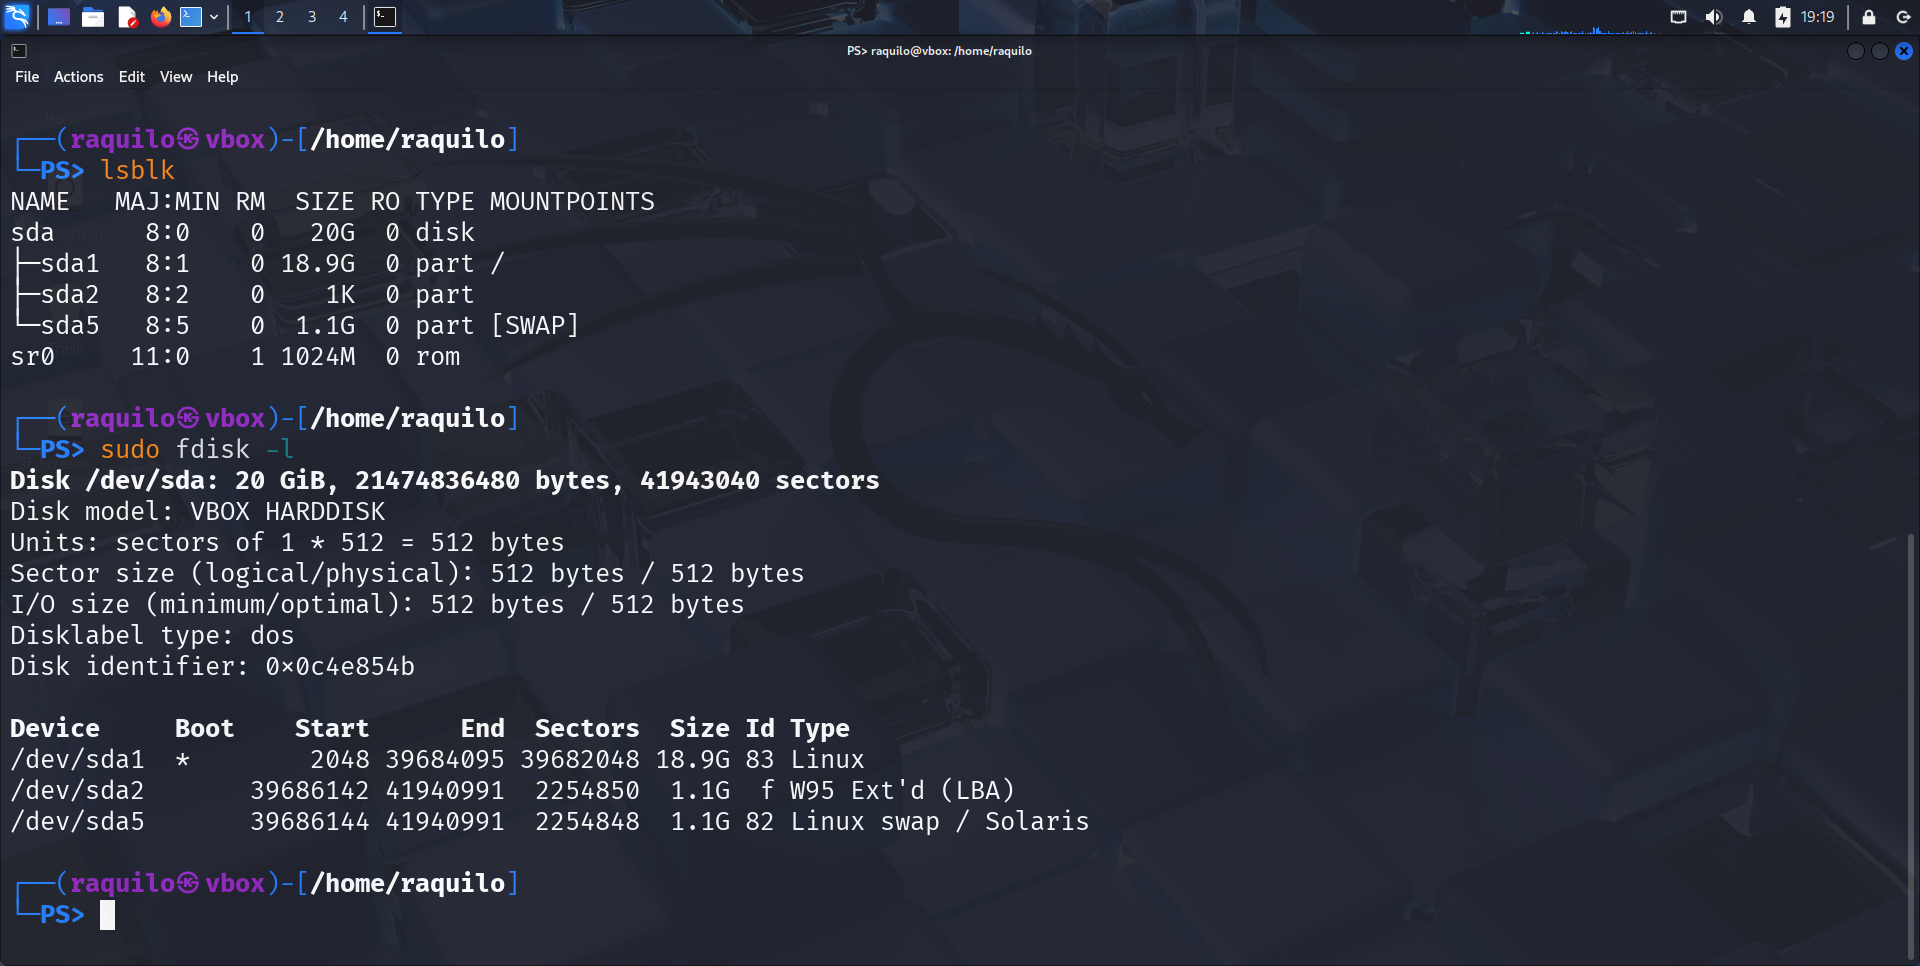 1 2 3 4 19:19
PS> raquilo@vbox: /home/raquilo
File Actions Edit View Help
┌──(raquilo㉿vbox)-[/home/raquilo]
└─PS> lsblk
NAME   MAJ:MIN RM  SIZE RO TYPE MOUNTPOINTS
sda      8:0    0   20G  0 disk
├─sda1   8:1    0 18.9G  0 part /
├─sda2   8:2    0    1K  0 part
└─sda5   8:5    0  1.1G  0 part [SWAP]
sr0     11:0    1 1024M  0 rom
┌──(raquilo㉿vbox)-[/home/raquilo]
└─PS> sudo fdisk -l
Disk /dev/sda: 20 GiB, 21474836480 bytes, 41943040 sectors
Disk model: VBOX HARDDISK
Units: sectors of 1 * 512 = 512 bytes
Sector size (logical/physical): 512 bytes / 512 bytes
I/O size (minimum/optimal): 512 bytes / 512 bytes
Disklabel type: dos
Disk identifier: 0x0c4e854b
Device     Boot    Start      End  Sectors  Size Id Type
/dev/sda1  *        2048 39684095 39682048 18.9G 83 Linux
/dev/sda2       39686142 41940991  2254850  1.1G  f W95 Ext'd (LBA)
/dev/sda5       39686144 41940991  2254848  1.1G 82 Linux swap / Solaris
┌──(raquilo㉿vbox)-[/home/raquilo]
└─PS>